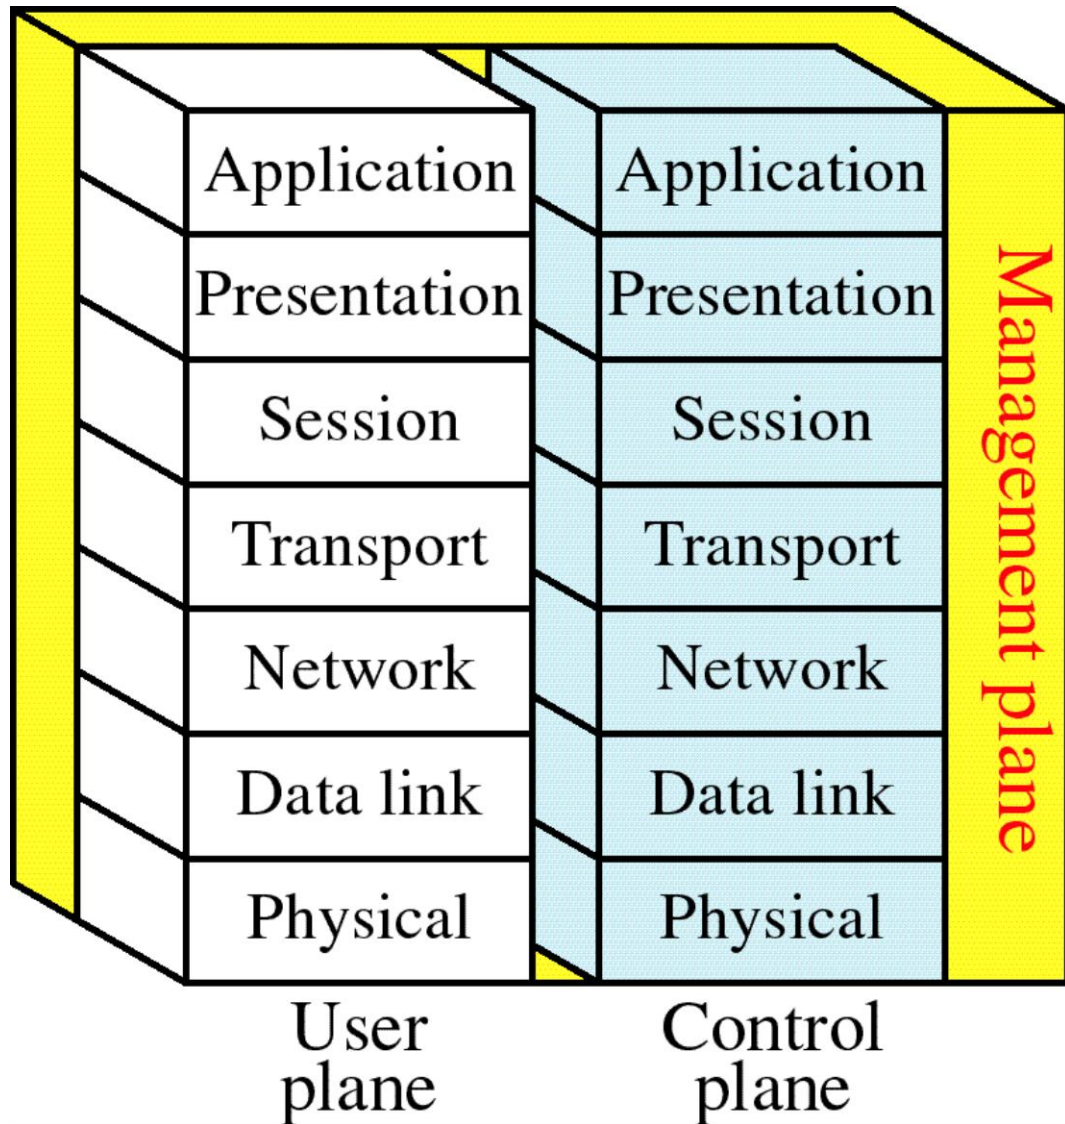 Application
Presentation
Session
Transport
Network
Data link
Physical
User
plane
Application
Presentation
Session
Transport
Network
Data link
Physical
Control
plane
Management plane